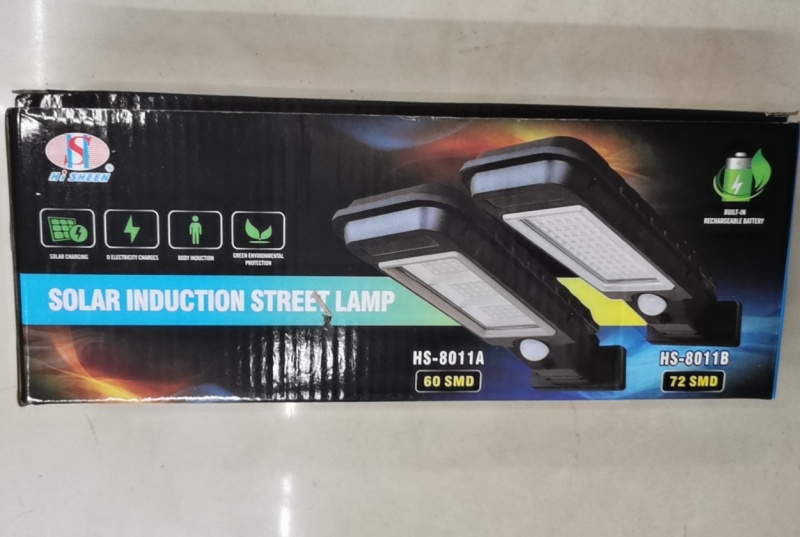 HI SHEEN
SOLAR CHARGING
0 ELECTRICITY CHARGES
BODY INDUCTION
GREEN ENVIRONMENTAL
PROTECTION
BUILT-IN
RECHARGEABLE BATTERY
SOLAR INDUCTION STREET LAMP
HS-8011A
60 SMD
HS-8011B
72 SMD